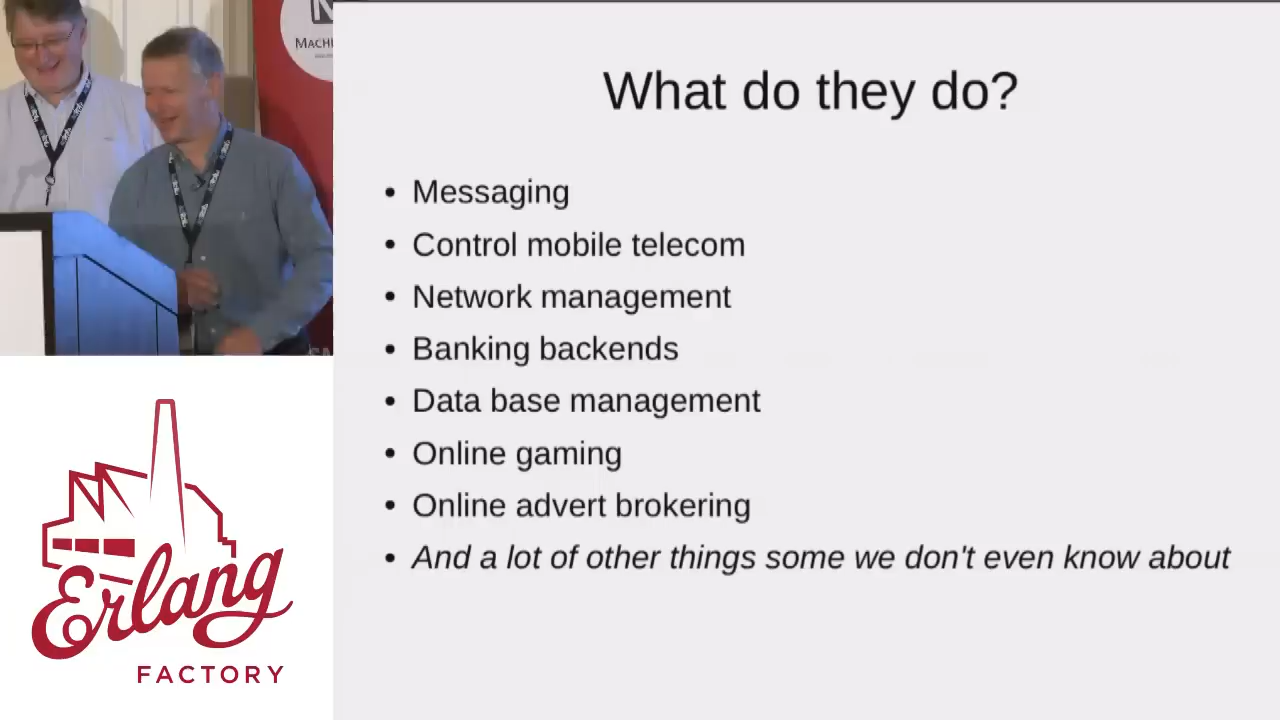 What do they do?
• Messaging
• Control mobile telecom
• Network management
• Banking backends
• Data base management
• Online gaming
• Online advert brokering
• And a lot of other things some we don't even know about
Erlang
FACTORY